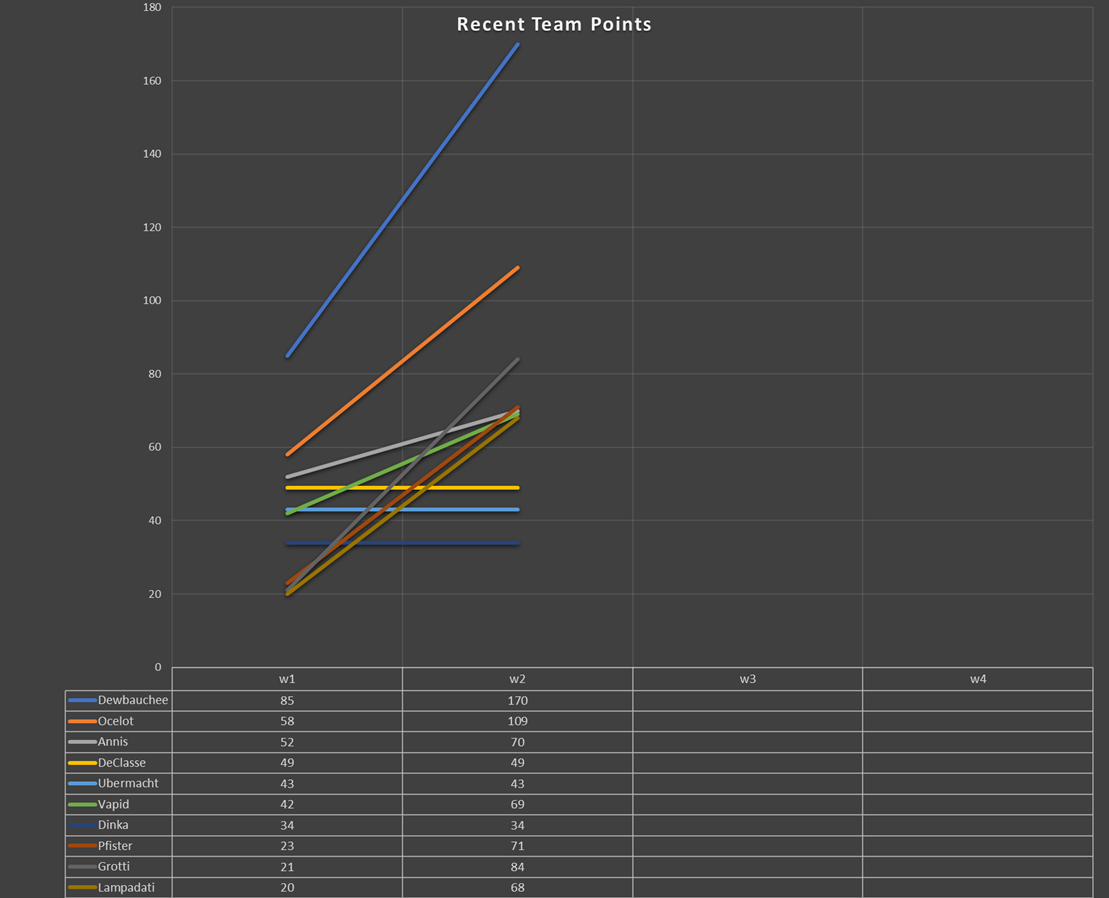 180
Recent Team Points
160
140
120
100
80
60
40
20
0
w1 w2 w3 w4
Dewbauchee 85 170
Ocelot 58 109
Annis 52 70
DeClasse 49 49
Ubermacht 43 43
Vapid 42 69
Dinka 34 34
Pfister 23 71
Grotti 21 84
Lampadati 20 68